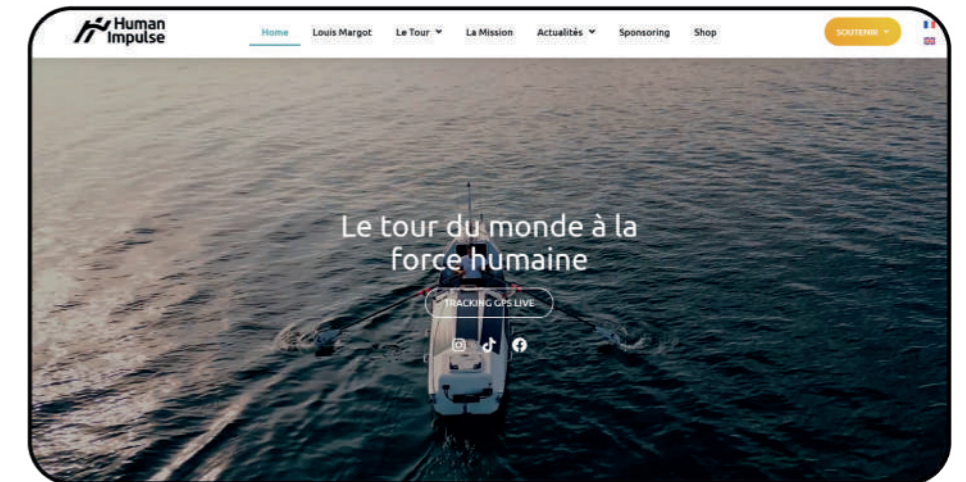 Human
Impulse
Home Louis Margot Le Tour La Mission Actualités Sponsoring Shop
SOUTENIR
Le tour du monde à la
force humaine
TRACKING GPS LIVE